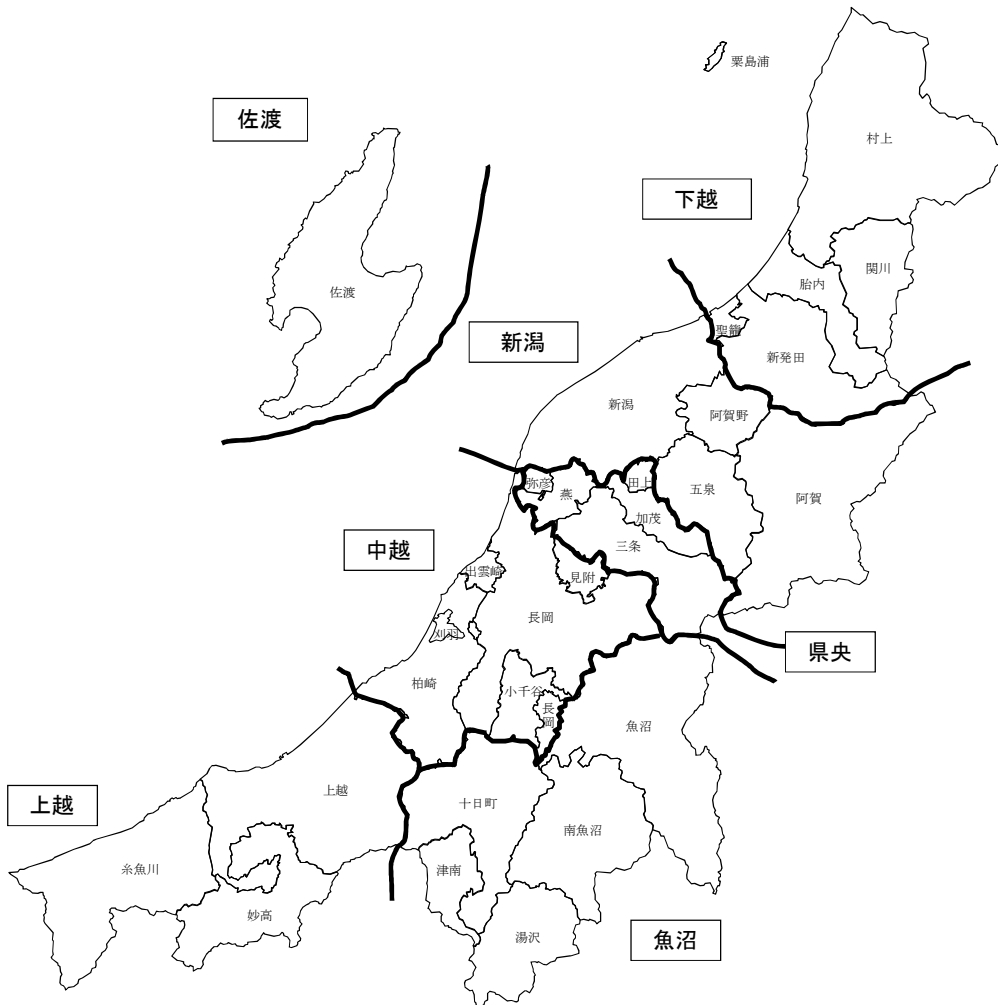 粟島浦
佐渡
村上
下越
関川
胎内
佐渡
聖籠
新潟
新発田
新潟
阿賀野
弥彦
燕
田上
五泉
阿賀
加茂
中越
三条
出雲崎
見附
長岡
刈羽
県央
柏崎
小千谷
長岡
魚沼
上越
十日町
上越
南魚沼
糸魚川
津南
妙高
湯沢
魚沼